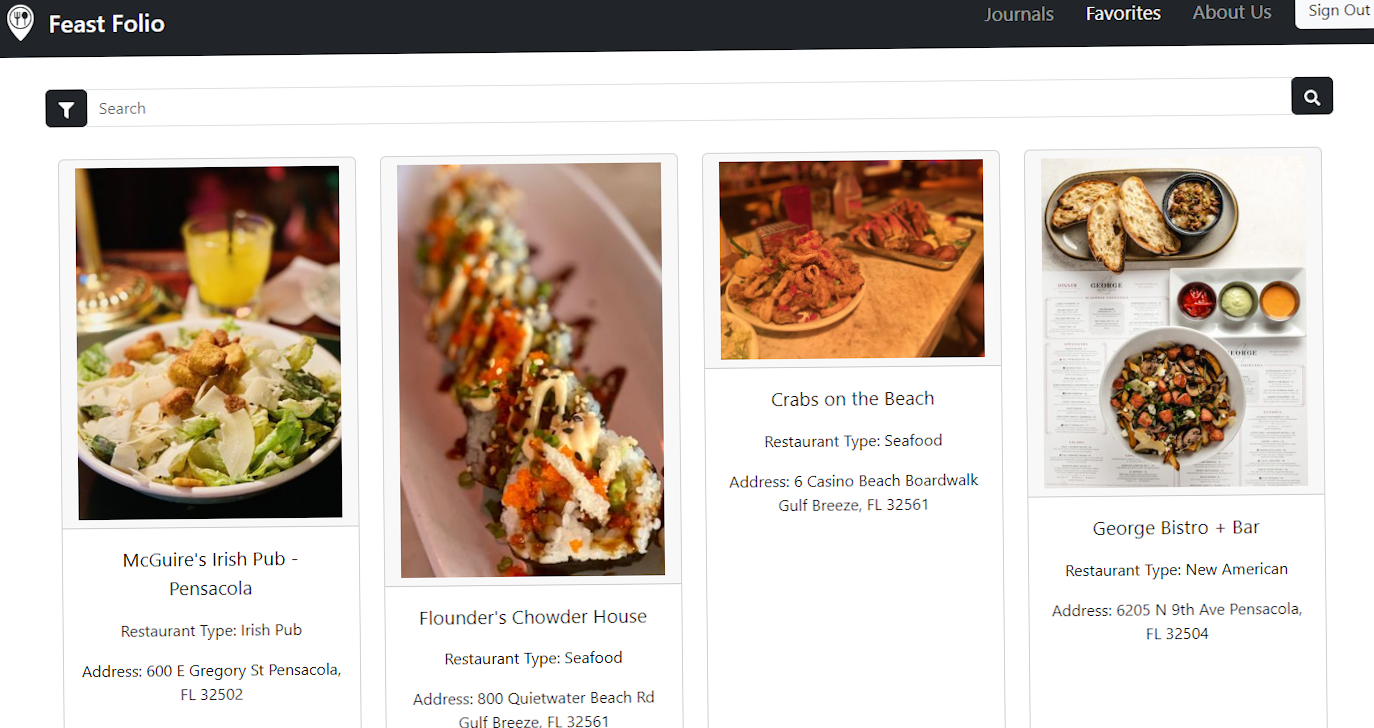 Feast Folio
Journals
Favorites
About Us
Sign Out
Search
McGuire's Irish Pub -
Pensacola
Restaurant Type: Irish Pub
Address: 600 E Gregory St Pensacola,
FL 32502
Flounder's Chowder House
Restaurant Type: Seafood
Address: 800 Quietwater Beach Rd
Gulf Breeze, FL 32561
Crabs on the Beach
Restaurant Type: Seafood
Address: 6 Casino Beach Boardwalk
Gulf Breeze, FL 32561
DINNER
GEORGE
George Bistro + Bar
Restaurant Type: New American
Address: 6205 N 9th Ave Pensacola,
FL 32504